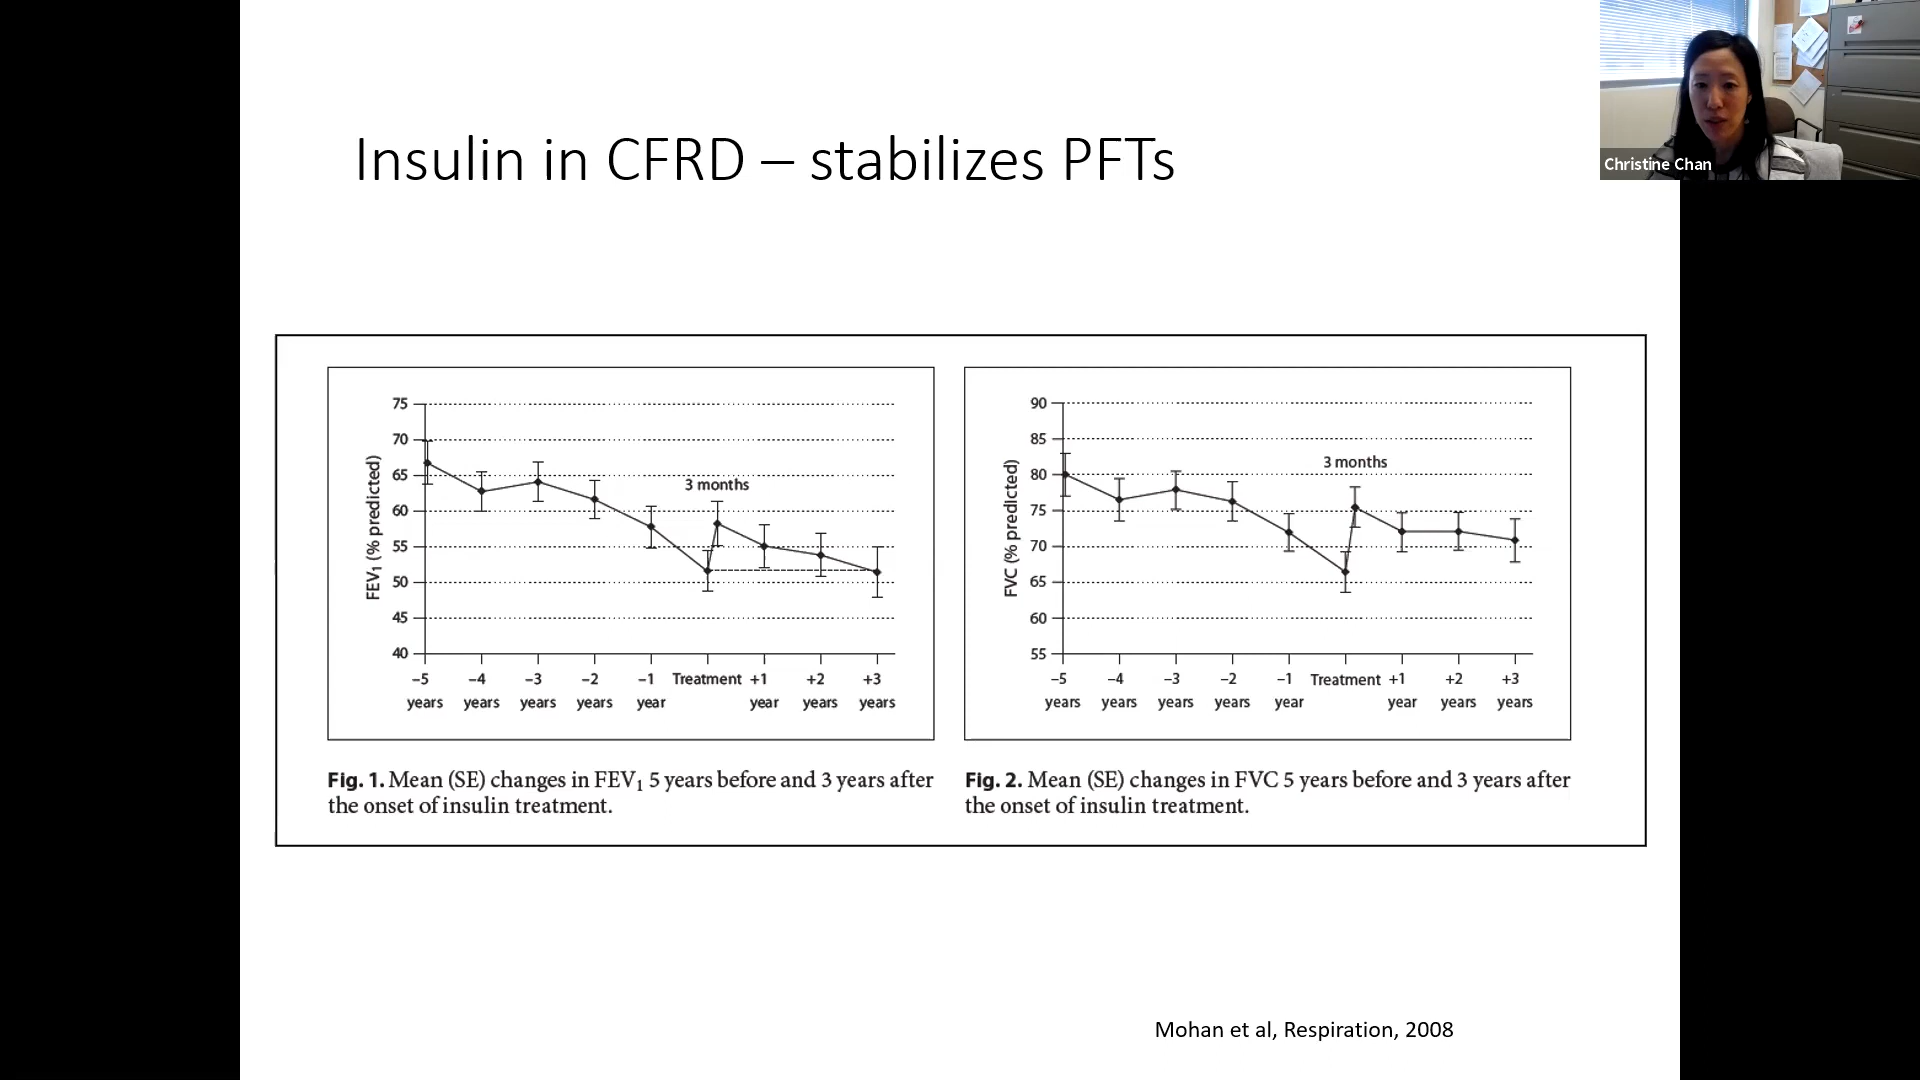 Insulin in CFRD – stabilizes PFTs
Christine Chan
75
70
65
60
55
50
45
40
FEV₁ (% predicted)
3 months
–5 –4 –3 –2 –1 Treatment +1 +2 +3
years years years years year year years years
Fig. 1. Mean (SE) changes in FEV₁ 5 years before and 3 years after
the onset of insulin treatment.
90
85
80
75
70
65
60
55
FVC (% predicted)
3 months
–5 –4 –3 –2 –1 Treatment +1 +2 +3
years years years years year year years years
Fig. 2. Mean (SE) changes in FVC 5 years before and 3 years after
the onset of insulin treatment.
Mohan et al, Respiration, 2008